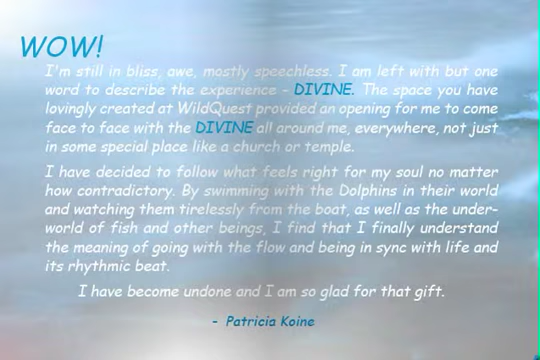 WOW!
I'm still in bliss, awe, mostly speechless. I am left with but one
word to describe the experience - DIVINE. The space you have
lovingly created at WildQuest provided an opening for me to come
face to face with the DIVINE all around me, everywhere, not just
in some special place like a church or temple.
I have decided to follow what feels right for my soul no matter
how contradictory. By swimming with the Dolphins in their world
and watching them tirelessly from the boat, as well as the under-
world of fish and other beings, I find that I finally understand
the meaning of going with the flow and being in sync with life and
its rhythmic beat.
I have become undone and I am so glad for that gift.
- Patricia Koine